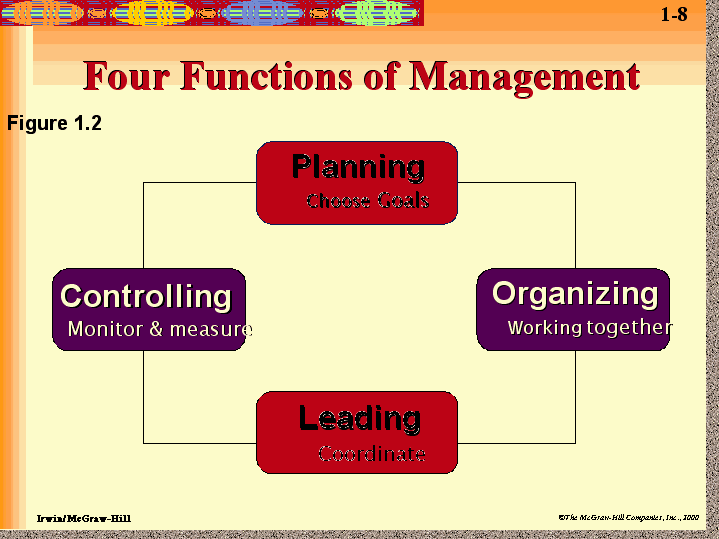 1-8
Four Functions of Management
Figure 1.2
Planning
Choose Goals
Controlling
Monitor & measure
Organizing
Working together
Leading
Coordinate
Irwin/McGraw-Hill
©The McGraw-Hill Companies, Inc., 2000